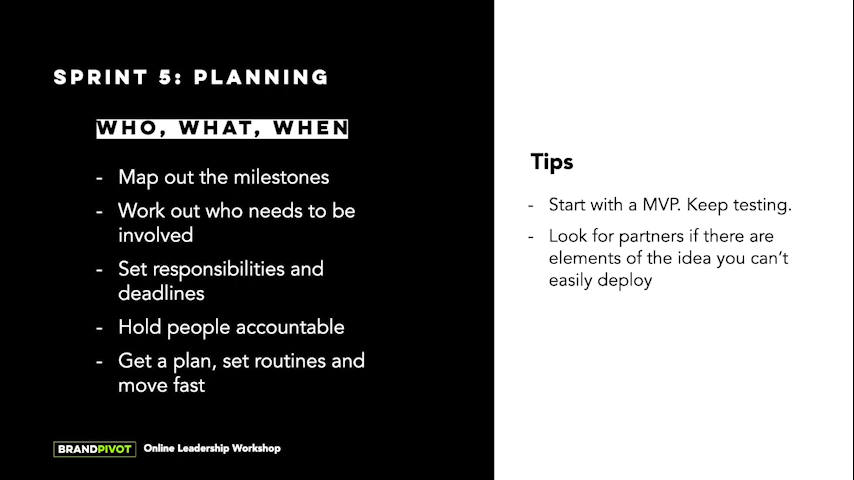 SPRINT 5: PLANNING
WHO, WHAT, WHEN
- Map out the milestones
- Work out who needs to be
involved
- Set responsibilities and
deadlines
- Hold people accountable
- Get a plan, set routines and
move fast
BRANDPIVOT Online Leadership Workshop
Tips
- Start with a MVP. Keep testing.
- Look for partners if there are
elements of the idea you can't
easily deploy